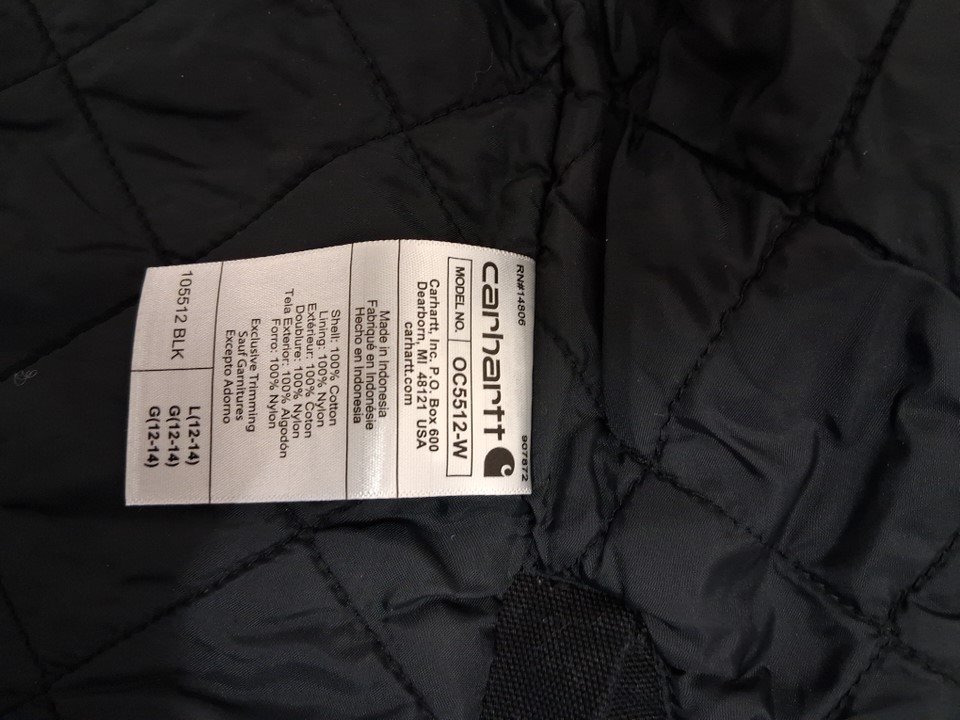 RN#14806 907872
carhartt
MODEL NO. OC5512-W
Carhartt, Inc. P.O. Box 600
Dearborn, MI 48121 USA
carhartt.com
Made in Indonesia
Fabriqué en Indonésie
Hecho en Indonesia
Shell: 100% Cotton
Lining: 100% Nylon
Extérieur: 100% Coton
Doublure: 100% Nylon
Tela Exterior: 100% Algodón
Forro: 100% Nylon
Exclusive Trimming
Sauf Garnitures
Excepto Adorno
105512 BLK
L(12-14)
G(12-14)
G(12-14)